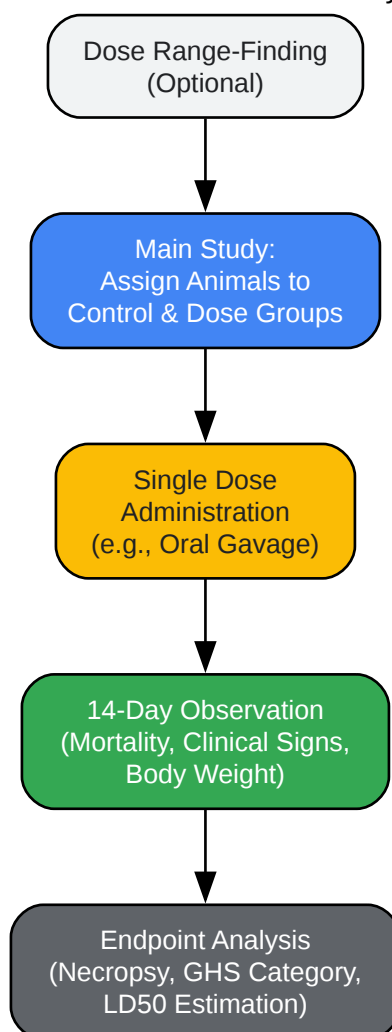 Dose Range-Finding
(Optional)
Main Study:
Assign Animals to
Control & Dose Groups
Single Dose
Administration
(e.g., Oral Gavage)
14-Day Observation
(Mortality, Clinical Signs,
Body Weight)
Endpoint Analysis
(Necropsy, GHS Category,
LD50 Estimation)